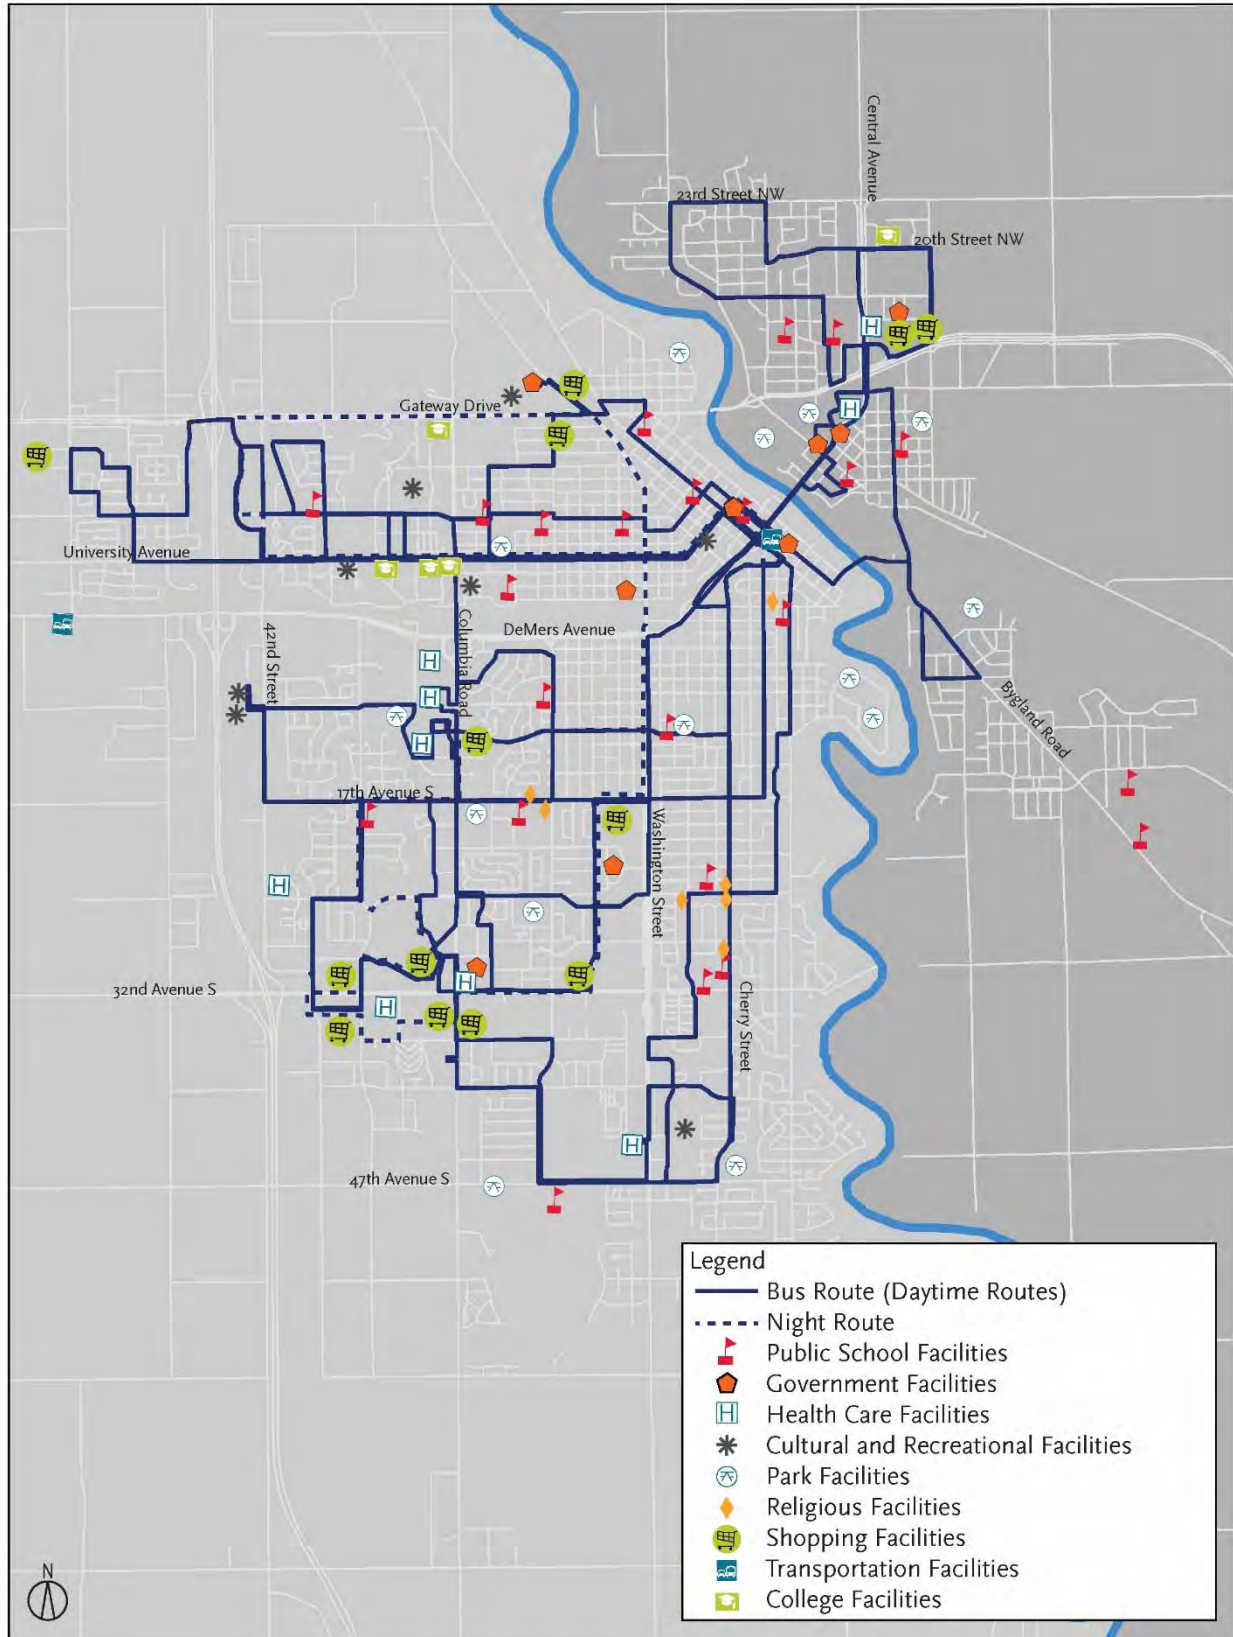 Central Avenue
23rd Street NW
20th Street NW
Gateway Drive
University Avenue
42nd Street
Columbia Road
DeMers Avenue
Bygland Road
17th Avenue S
Washington Street
32nd Avenue S
Cherry Street
47th Avenue S
Legend
Bus Route (Daytime Routes)
Night Route
Public School Facilities
Government Facilities
H Health Care Facilities
Cultural and Recreational Facilities
Park Facilities
Religious Facilities
Shopping Facilities
Transportation Facilities
College Facilities
N